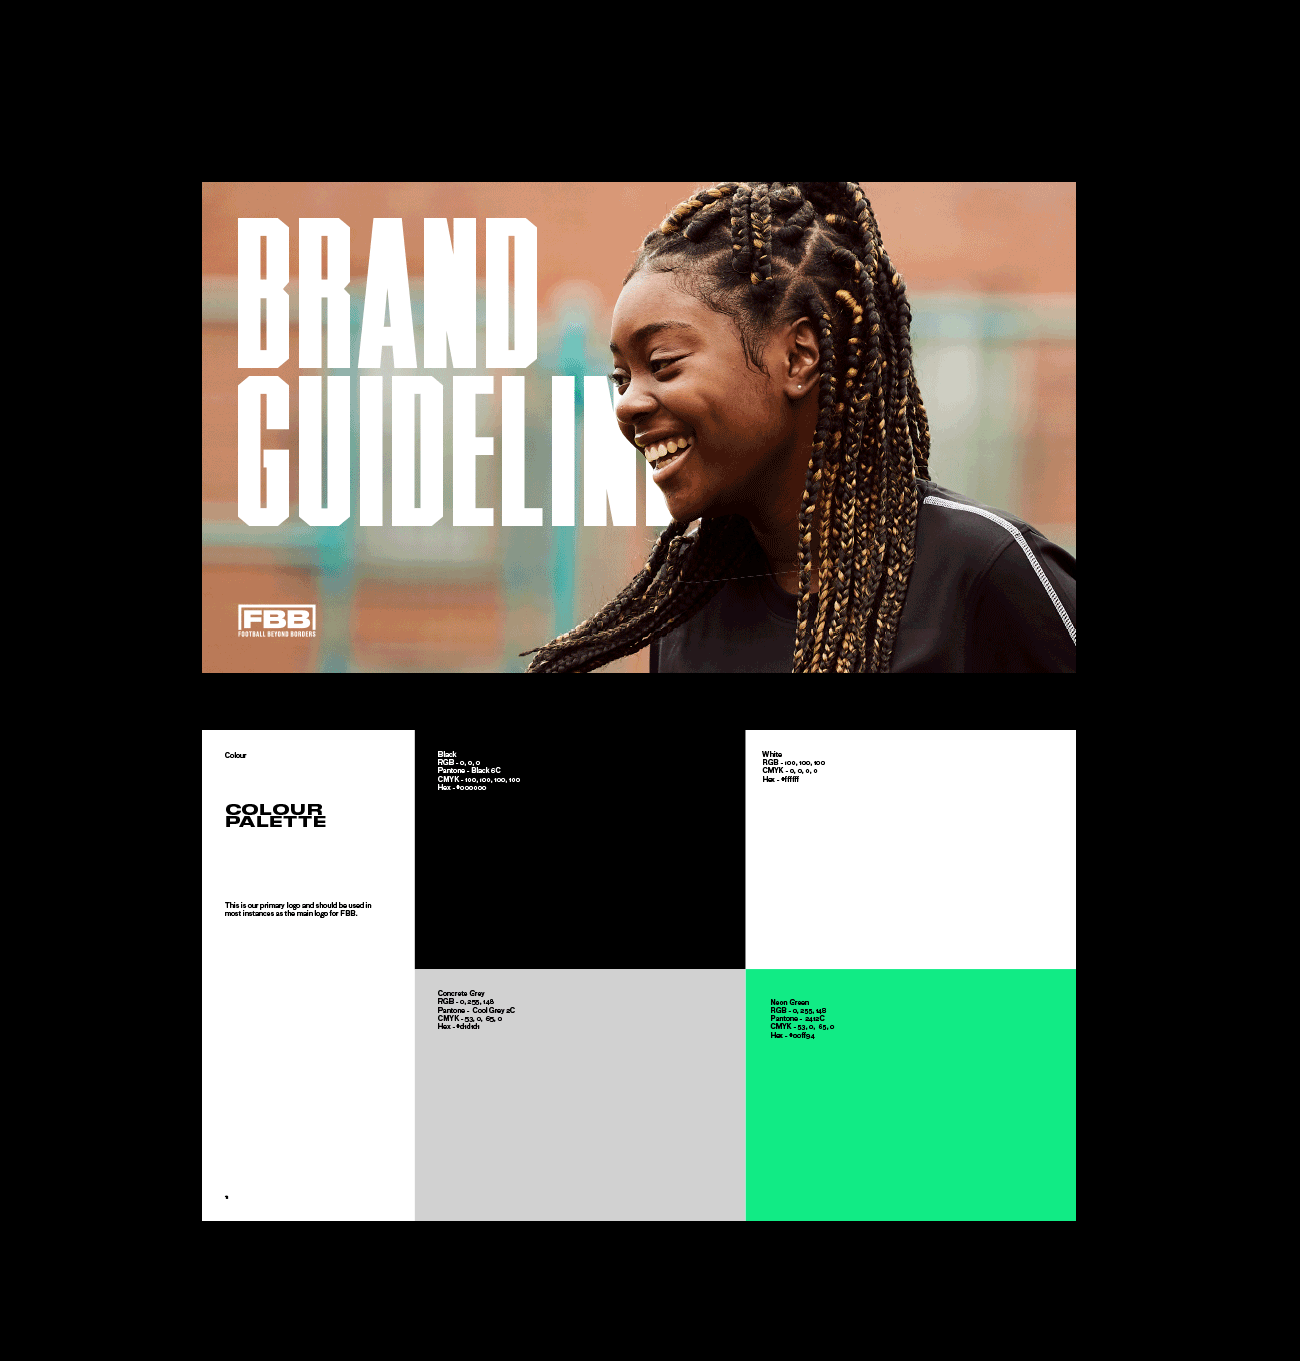 BRAND
GUIDELIN
FBB
FOOTBALL BEYOND BORDERS
Colour
COLOUR
PALETTE
This is our primary logo and should be used in
most instances as the main logo for FBB.
Black
RGB - 0, 0, 0
Pantone - Black 6C
CMYK - 100, 100, 100, 100
Hex - #000000
White
RGB - 100, 100, 100
CMYK - 0, 0, 0, 0
Hex - #ffffff
Concrete Grey
RGB - 0, 255, 148
Pantone - Cool Grey 2C
CMYK - 53, 0, 65, 0
Hex - #d1d1d1
Neon Green
RGB - 0, 255, 148
Pantone - 2412C
CMYK - 53, 0, 65, 0
Hex - #00ff94